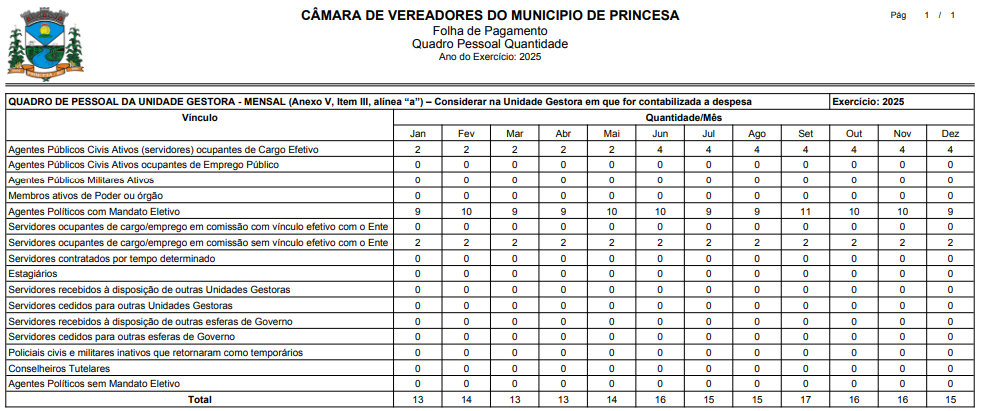 CÂMARA DE VEREADORES DO MUNICIPIO DE PRINCESA
Pág 1 / 1
Folha de Pagamento
Quadro Pessoal Quantidade
Ano do Exercício: 2025
QUADRO DE PESSOAL DA UNIDADE GESTORA - MENSAL (Anexo V, Item III, alínea “a”) – Considerar na Unidade Gestora em que for contabilizada a despesa Exercício: 2025
Vínculo Quantidade/Mês
Jan Fev Mar Abr Mai Jun Jul Ago Set Out Nov Dez
Agentes Públicos Civis Ativos (servidores) ocupantes de Cargo Efetivo 2 2 2 2 2 4 4 4 4 4 4 4
Agentes Públicos Civis Ativos ocupantes de Emprego Público 0 0 0 0 0 0 0 0 0 0 0 0
Agentes Públicos Militares Ativos 0 0 0 0 0 0 0 0 0 0 0 0
Membros ativos de Poder ou órgão 0 0 0 0 0 0 0 0 0 0 0 0
Agentes Políticos com Mandato Eletivo 9 10 9 9 10 10 9 9 11 10 10 9
Servidores ocupantes de cargo/emprego em comissão com vínculo efetivo com o Ente 0 0 0 0 0 0 0 0 0 0 0 0
Servidores ocupantes de cargo/emprego em comissão sem vínculo efetivo com o Ente 2 2 2 2 2 2 2 2 2 2 2 2
Servidores contratados por tempo determinado 0 0 0 0 0 0 0 0 0 0 0 0
Estagiários 0 0 0 0 0 0 0 0 0 0 0 0
Servidores recebidos à disposição de outras Unidades Gestoras 0 0 0 0 0 0 0 0 0 0 0 0
Servidores cedidos para outras Unidades Gestoras 0 0 0 0 0 0 0 0 0 0 0 0
Servidores recebidos à disposição de outras esferas de Governo 0 0 0 0 0 0 0 0 0 0 0 0
Servidores cedidos para outras esferas de Governo 0 0 0 0 0 0 0 0 0 0 0 0
Policiais civis e militares inativos que retornaram como temporários 0 0 0 0 0 0 0 0 0 0 0 0
Conselheiros Tutelares 0 0 0 0 0 0 0 0 0 0 0 0
Agentes Políticos sem Mandato Eletivo 0 0 0 0 0 0 0 0 0 0 0 0
Total 13 14 13 13 14 16 15 15 17 16 16 15